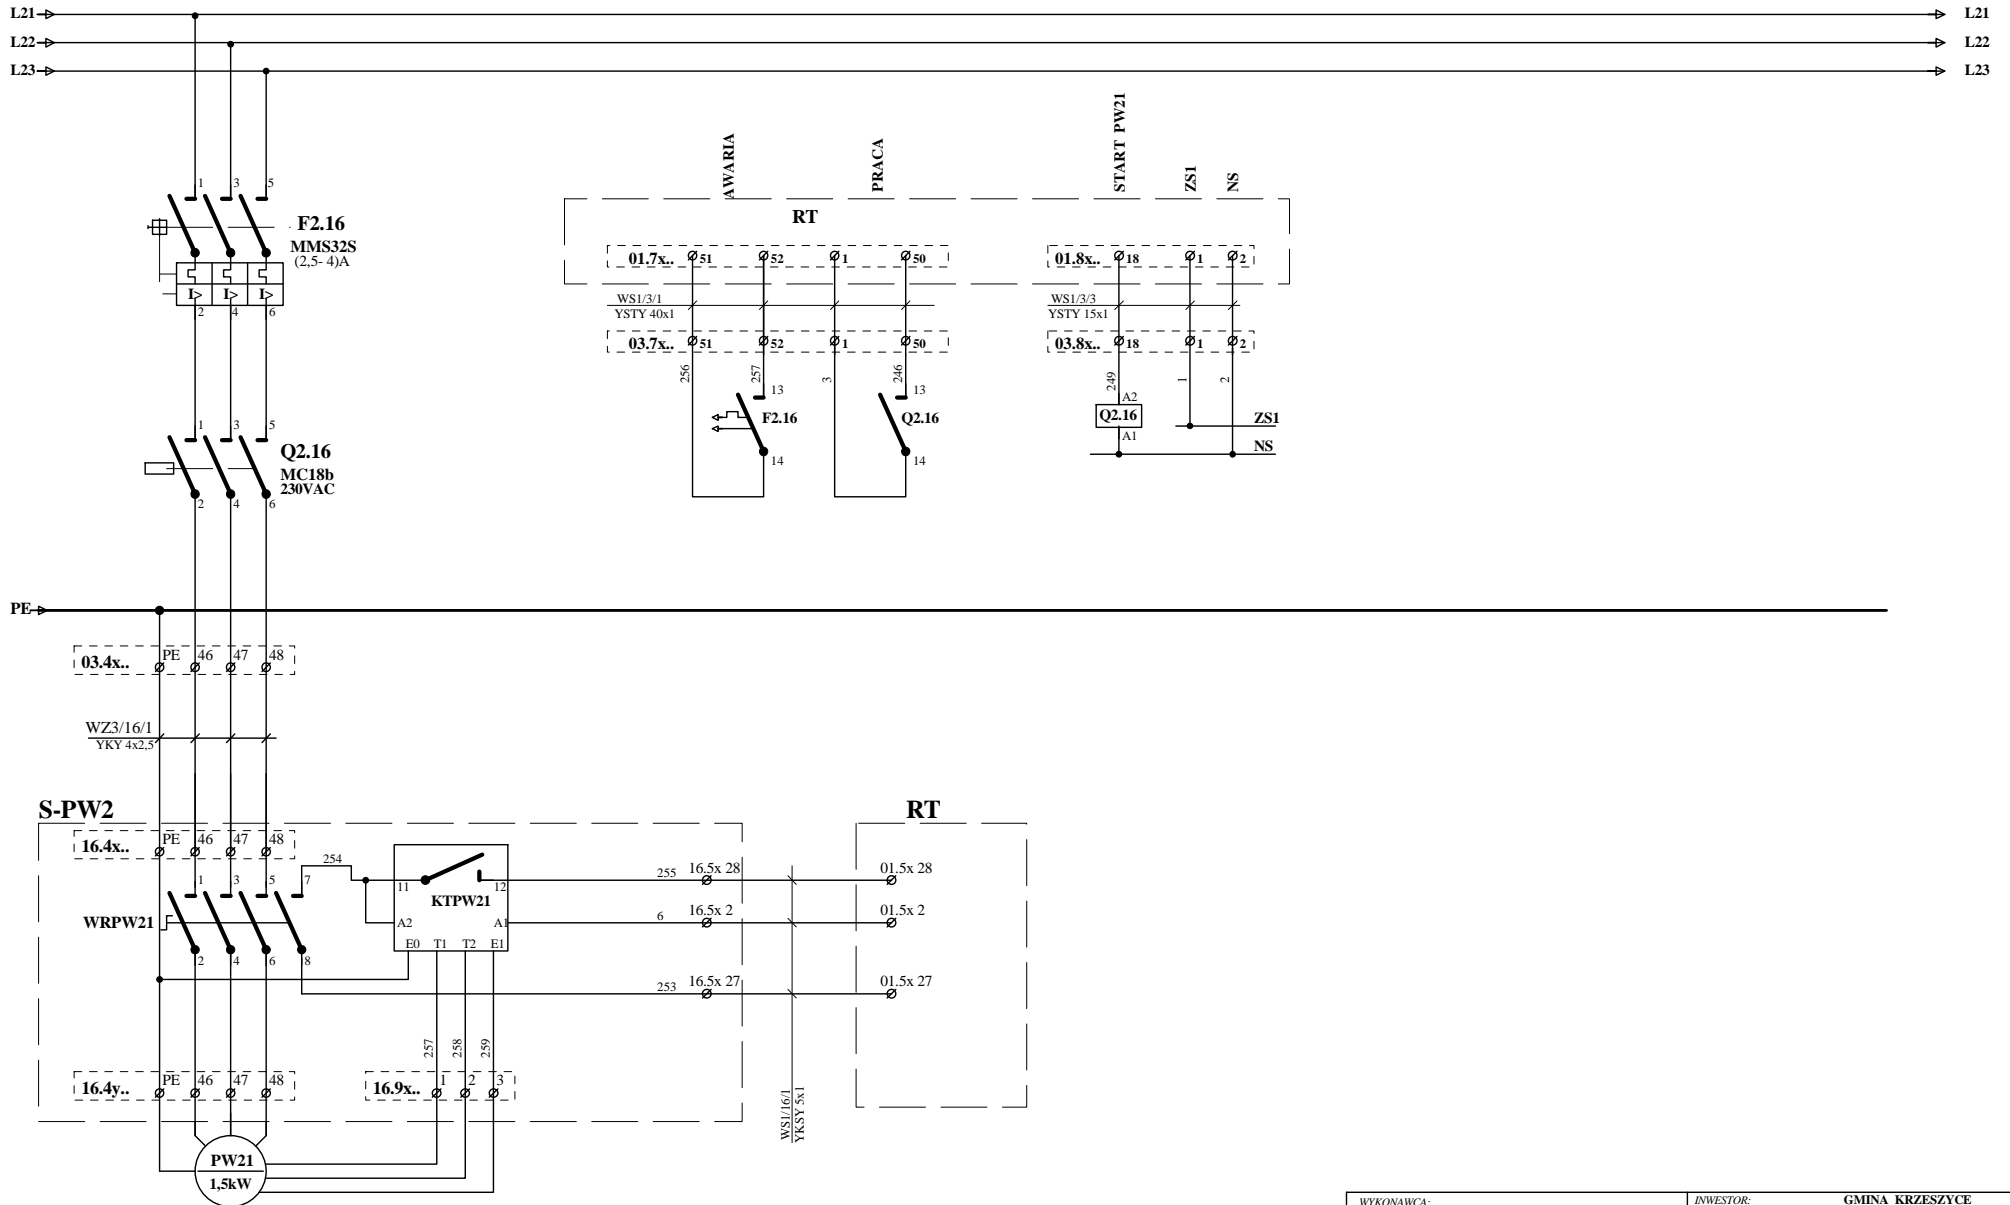 L21
L21
L22
L22
L23
L23
1
3
5
F2.16
MMS32S
(2,5- 4)A
I>
I>
I>
2
4
6
1
3
5
Q2.16
MC18b
230VAC
2
4
6
AWARIA
PRACA
START PW21
ZS1
NS
RT
01.7x..
51
52
1
50
01.8x..
18
1
2
WS1/3/1
YSTY 40x1
WS1/3/3
YSTY 15x1
03.7x..
51
52
1
50
03.8x..
18
1
2
256
257
3
246
249
1
2
13
F2.16
14
13
Q2.16
14
A2
Q2.16
A1
ZS1
NS
PE
03.4x..
PE
46
47
48
WZ3/16/1
YKY 4x2,5
S-PW2
RT
16.4x..
PE
46
47
48
1
3
5
7
254
11
12
KTPW21
A2
A1
E0
T1
T2
E1
255
16.5x 28
01.5x 28
WRPW21
6
16.5x 2
01.5x 2
2
4
6
8
253
16.5x 27
01.5x 27
257
258
259
16.4y..
PE
46
47
48
16.9x..
1
2
3
WS1/16/1
YKSY 5x1
PW21
1,5kW
WYKONAWCA:
INWESTOR:
GMINA KRZESZYCE